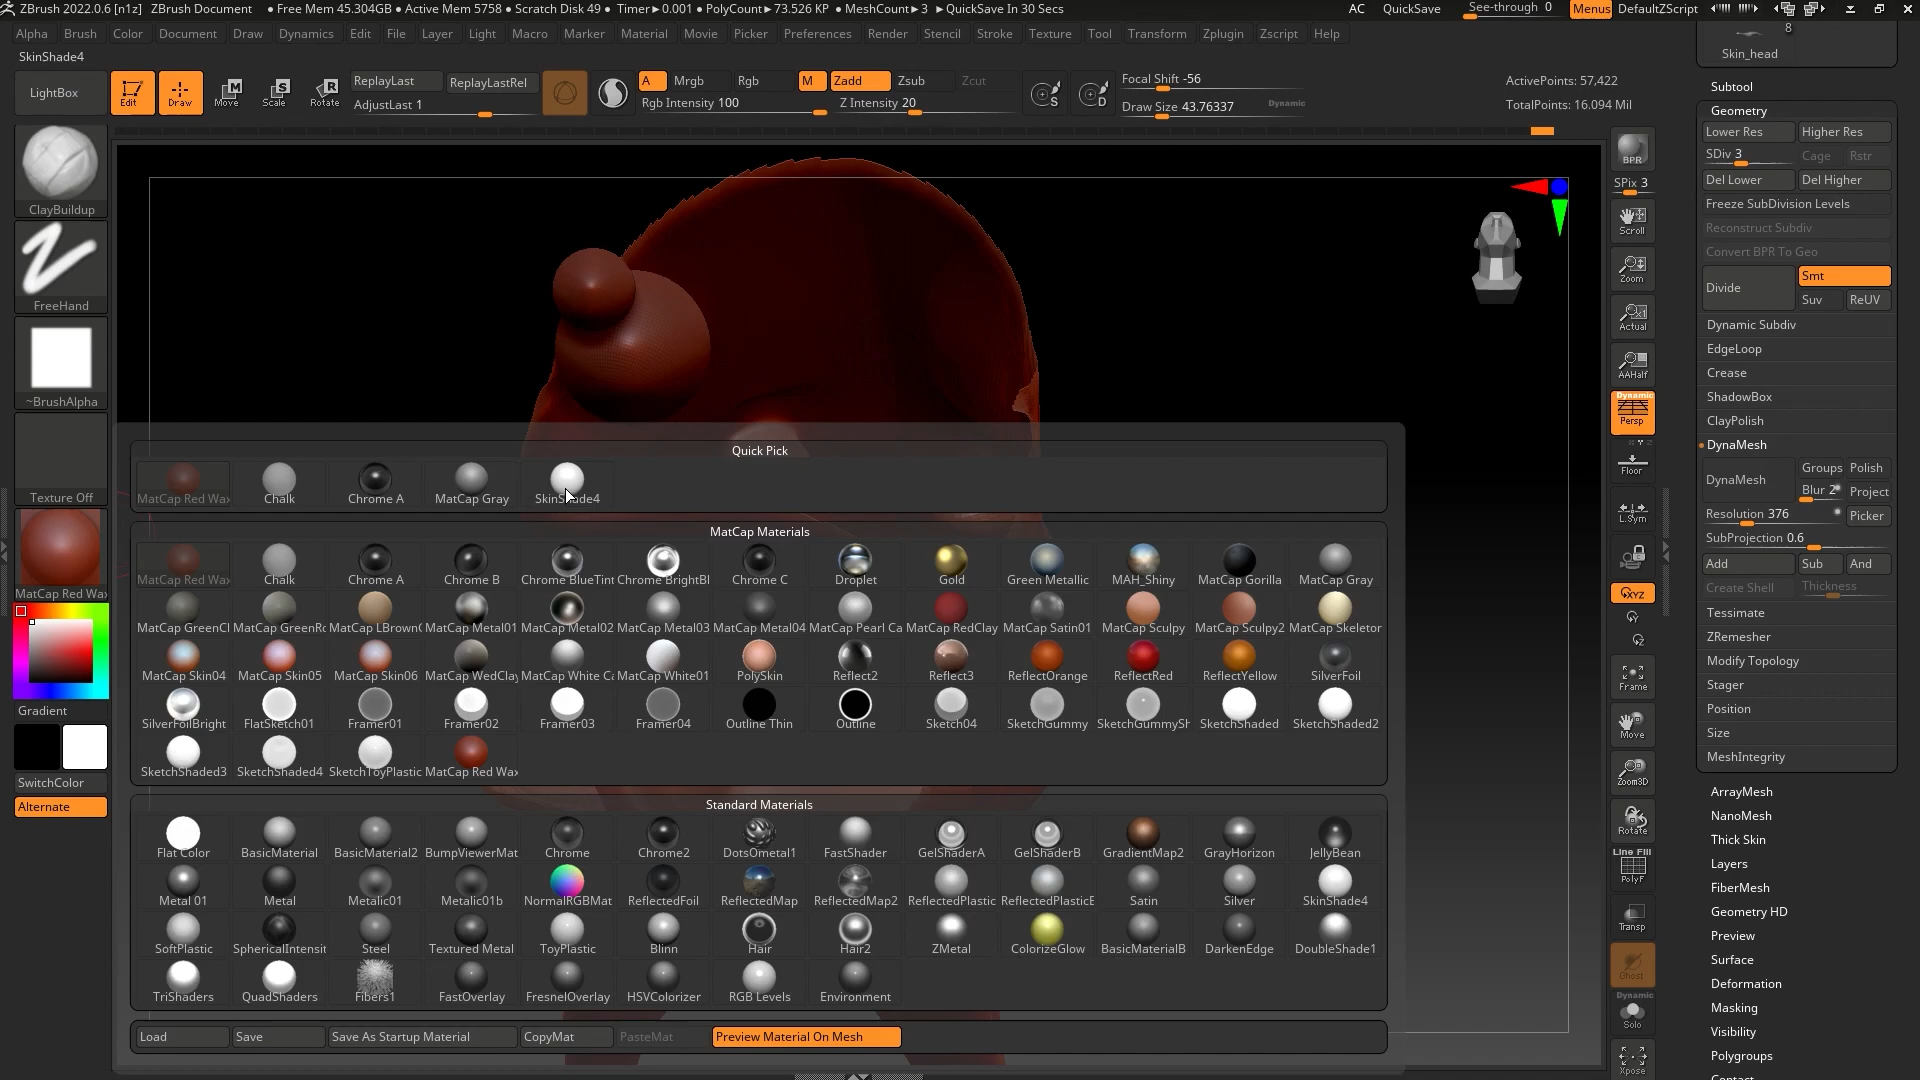 ZBrush 2022.0.6 [n1z] ZBrush Document ● Free Mem 45.304GB ● Active Mem 5758 ● Scratch Disk 49 ● Timer►0.001 ● PolyCount►73.526 KP ● MeshCount►3 ►QuickSave In 30 Secs AC QuickSave See-through 0 Menus DefaultZScript
Alpha Brush Color Document Draw Dynamics Edit File Layer Light Macro Marker Material Movie Picker Preferences Render Stencil Stroke Texture Tool Transform Zplugin Zscript Help
SkinShade4
LightBox
Edit Draw Move Scale Rotate
ReplayLast ReplayLastRel
AdjustLast 1
A Mrgb Rgb M Zadd Zsub Zcut
Rgb Intensity 100 Z Intensity 20
S D
Focal Shift -56
Draw Size 43.76337 Dynamic
ActivePoints: 57,422
TotalPoints: 16.094 Mil
ClayBuildup
FreeHand
~BrushAlpha
Texture Off
MatCap Red Wax
Gradient
SwitchColor
Alternate
Quick Pick
MatCap Red Wax Chalk Chrome A MatCap Gray SkinShade4
MatCap Materials
MatCap Red Wax Chalk Chrome A Chrome B Chrome BlueTint Chrome BrightBl Chrome C Droplet Gold Green Metallic MAH_Shiny MatCap Gorilla MatCap Gray
MatCap GreenCl MatCap GreenRo MatCap LBrown MatCap Metal01 MatCap Metal02 MatCap Metal03 MatCap Metal04 MatCap Pearl Ca MatCap RedClay MatCap Satin01 MatCap Sculpy MatCap Sculpy2 MatCap Skeleton
MatCap Skin04 MatCap Skin05 MatCap Skin06 MatCap WedClay MatCap White Ca MatCap White01 PolySkin Reflect2 Reflect3 ReflectOrange ReflectRed ReflectYellow SilverFoil
SilverFoilBright FlatSketch01 Framer01 Framer02 Framer03 Framer04 Outline Thin Outline Sketch04 SketchGummy SketchGummySh SketchShaded SketchShaded2
SketchShaded3 SketchShaded4 SketchToyPlastic MatCap Red Wax
Standard Materials
Flat Color BasicMaterial BasicMaterial2 BumpViewerMat Chrome Chrome2 DotsOmetal1 FastShader GelShaderA GelShaderB GradientMap2 GrayHorizon JellyBean
Metal 01 Metal Metalic01 Metalic01b NormalRGBMat ReflectedFoil ReflectedMap ReflectedMap2 ReflectedPlastic ReflectedPlasticB Satin Silver SkinShade4
SoftPlastic SphericalIntensit Steel Textured Metal ToyPlastic Blinn Hair Hair2 ZMetal ColorizeGlow BasicMaterialB DarkenEdge DoubleShade1
TriShaders QuadShaders Fibers1 FastOverlay FresnelOverlay HSVColorizer RGB Levels Environment
Load Save Save As Startup Material CopyMat PasteMat Preview Material On Mesh
BPR
SPix 3
Scroll
Zoom
Actual
AAHalf
Dynamic
Persp
Floor
L.Sym
XYZ
Frame
Move
Zoom3D
Rotate
Line Fill
PolyF
Transp
Ghost
Dynamic
Solo
Xpose
8
Skin_head
Subtool
Geometry
Lower Res Higher Res
SDiv 3 Cage Rstr
Del Lower Del Higher
Freeze SubDivision Levels
Reconstruct Subdiv
Convert BPR To Geo
Divide Smt
Suv ReUV
Dynamic Subdiv
EdgeLoop
Crease
ShadowBox
ClayPolish
DynaMesh
DynaMesh Groups Polish
Blur 2 Project
Resolution 376 Picker
SubProjection 0.6
Add Sub And
Create Shell Thickness
Tessimate
ZRemesher
Modify Topology
Stager
Position
Size
MeshIntegrity
ArrayMesh
NanoMesh
Thick Skin
Layers
FiberMesh
Geometry HD
Preview
Surface
Deformation
Masking
Visibility
Polygroups